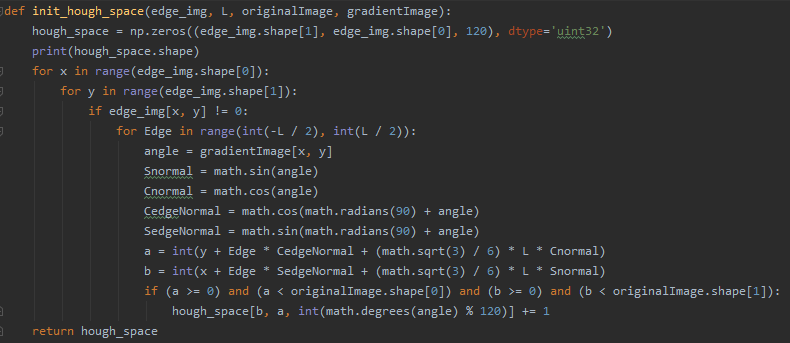 def init_hough_space(edge_img, L, originalImage, gradientImage):
    hough_space = np.zeros((edge_img.shape[1], edge_img.shape[0], 120), dtype='uint32')
    print(hough_space.shape)
    for x in range(edge_img.shape[0]):
        for y in range(edge_img.shape[1]):
            if edge_img[x, y] != 0:
                for Edge in range(int(-L / 2), int(L / 2)):
                    angle = gradientImage[x, y]
                    Snormal = math.sin(angle)
                    Cnormal = math.cos(angle)
                    CedgeNormal = math.cos(math.radians(90) + angle)
                    SedgeNormal = math.sin(math.radians(90) + angle)
                    a = int(y + Edge * CedgeNormal + (math.sqrt(3) / 6) * L * Cnormal)
                    b = int(x + Edge * SedgeNormal + (math.sqrt(3) / 6) * L * Snormal)
                    if (a >= 0) and (a < originalImage.shape[0]) and (b >= 0) and (b < originalImage.shape[1]):
                        hough_space[b, a, int(math.degrees(angle) % 120)] += 1
    return hough_space